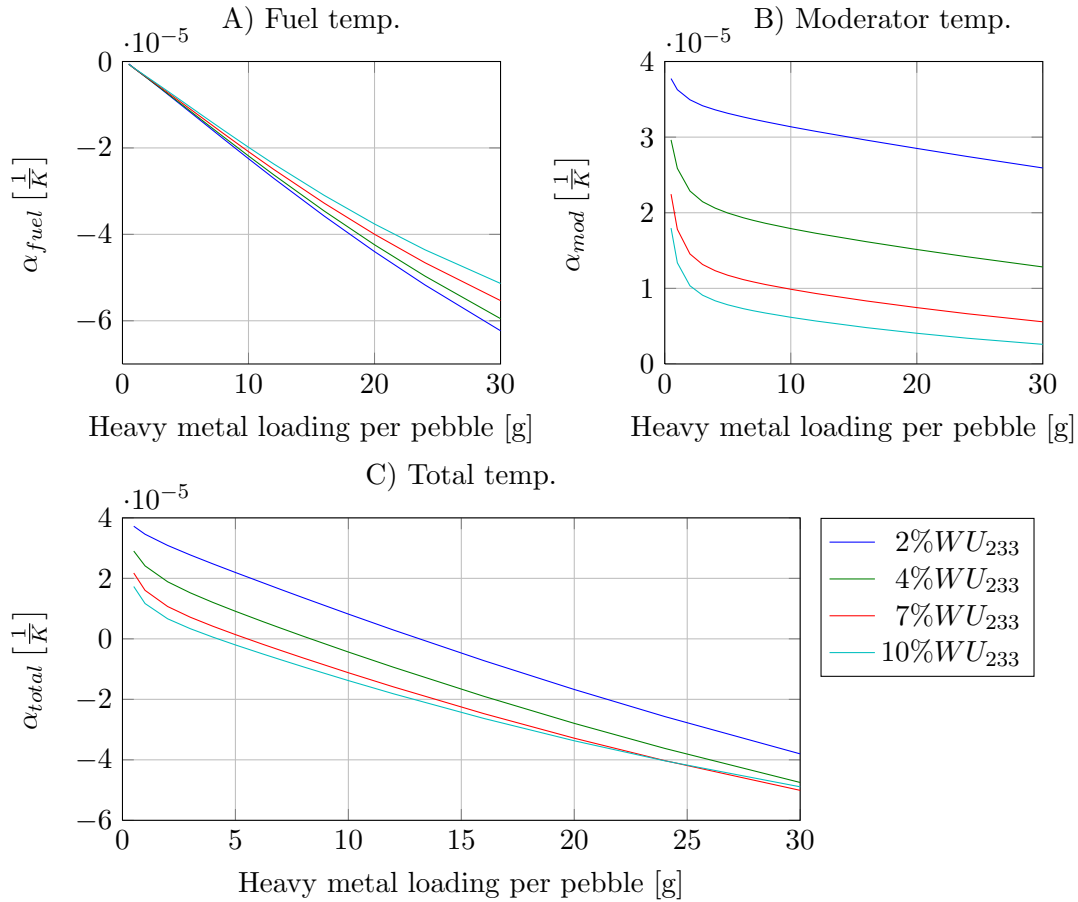 A) Fuel temp.
·10⁻⁵
0
−2
−4
−6
α_fuel [1/K]
0 10 20 30
Heavy metal loading per pebble [g]
B) Moderator temp.
·10⁻⁵
4
3
2
1
0
α_mod [1/K]
0 10 20 30
Heavy metal loading per pebble [g]
C) Total temp.
·10⁻⁵
4
2
0
−2
−4
−6
α_total [1/K]
0 5 10 15 20 25 30
Heavy metal loading per pebble [g]
2%WU₂₃₃
4%WU₂₃₃
7%WU₂₃₃
10%WU₂₃₃